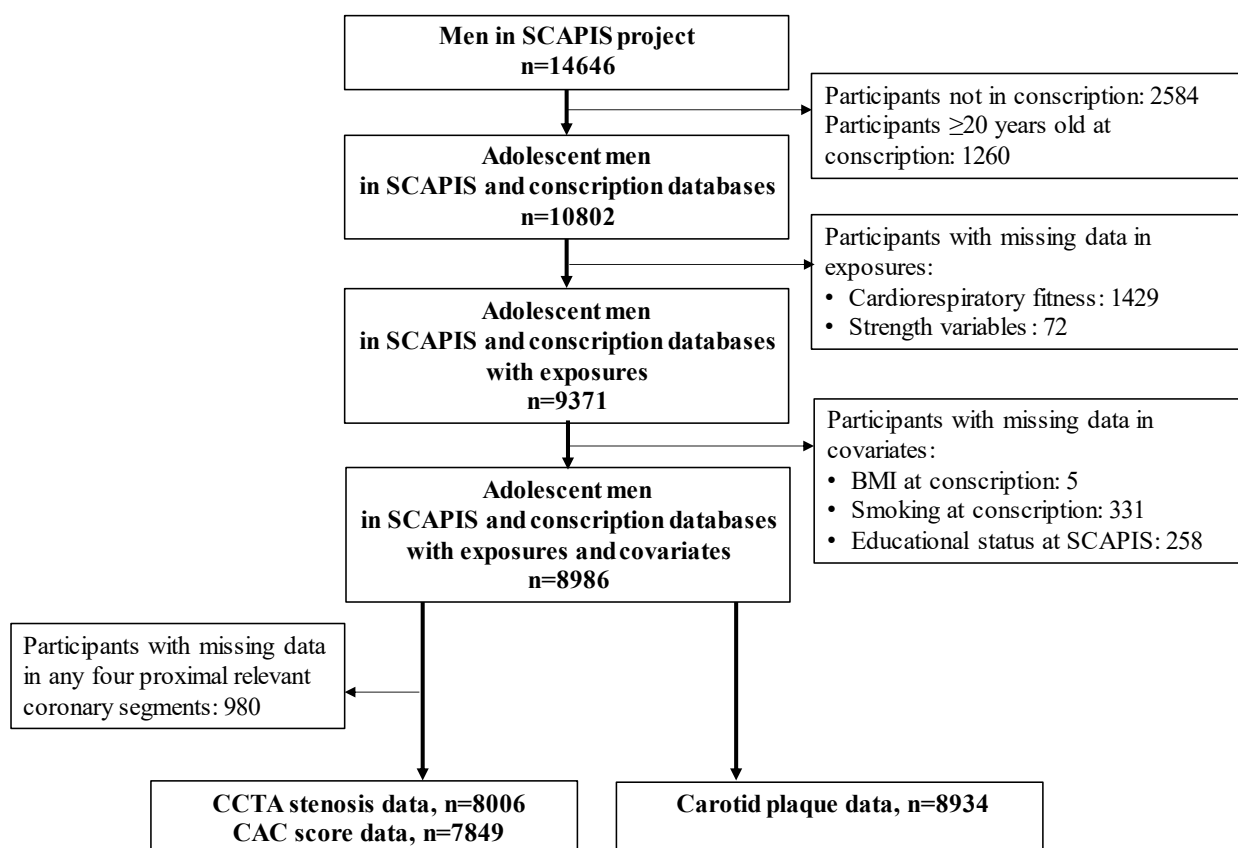 Men in SCAPIS project
n=14646
Participants not in conscription: 2584
Participants ≥20 years old at
conscription: 1260
Adolescent men
in SCAPIS and conscription databases
n=10802
Participants with missing data in
exposures:
• Cardiorespiratory fitness: 1429
• Strength variables: 72
Adolescent men
in SCAPIS and conscription databases
with exposures
n=9371
Participants with missing data in
covariates:
• BMI at conscription: 5
• Smoking at conscription: 331
• Educational status at SCAPIS: 258
Adolescent men
in SCAPIS and conscription databases
with exposures and covariates
n=8986
Participants with missing data
in any four proximal relevant
coronary segments: 980
CCTA stenosis data, n=8006
CAC score data, n=7849
Carotid plaque data, n=8934